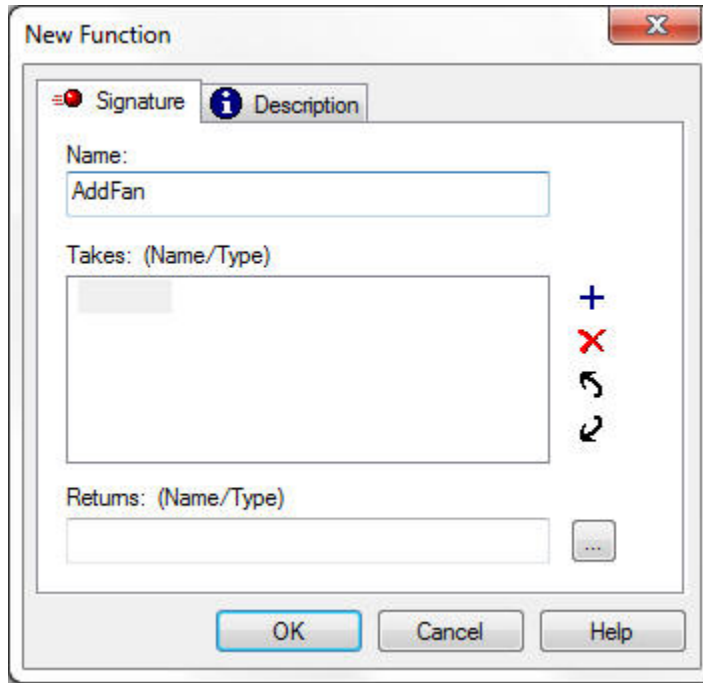 New Function
Signature
Description
Name:
AddFan
Takes: (Name/Type)
Returns: (Name/Type)
...
OK
Cancel
Help